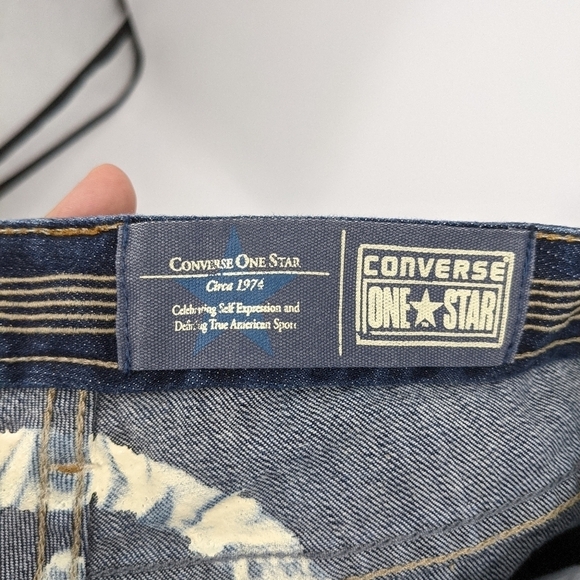 CONVERSE ONE STAR
Circa 1974
Celebrating Self Expression and
Defining True American Sport
CONVERSE
ONE★STAR